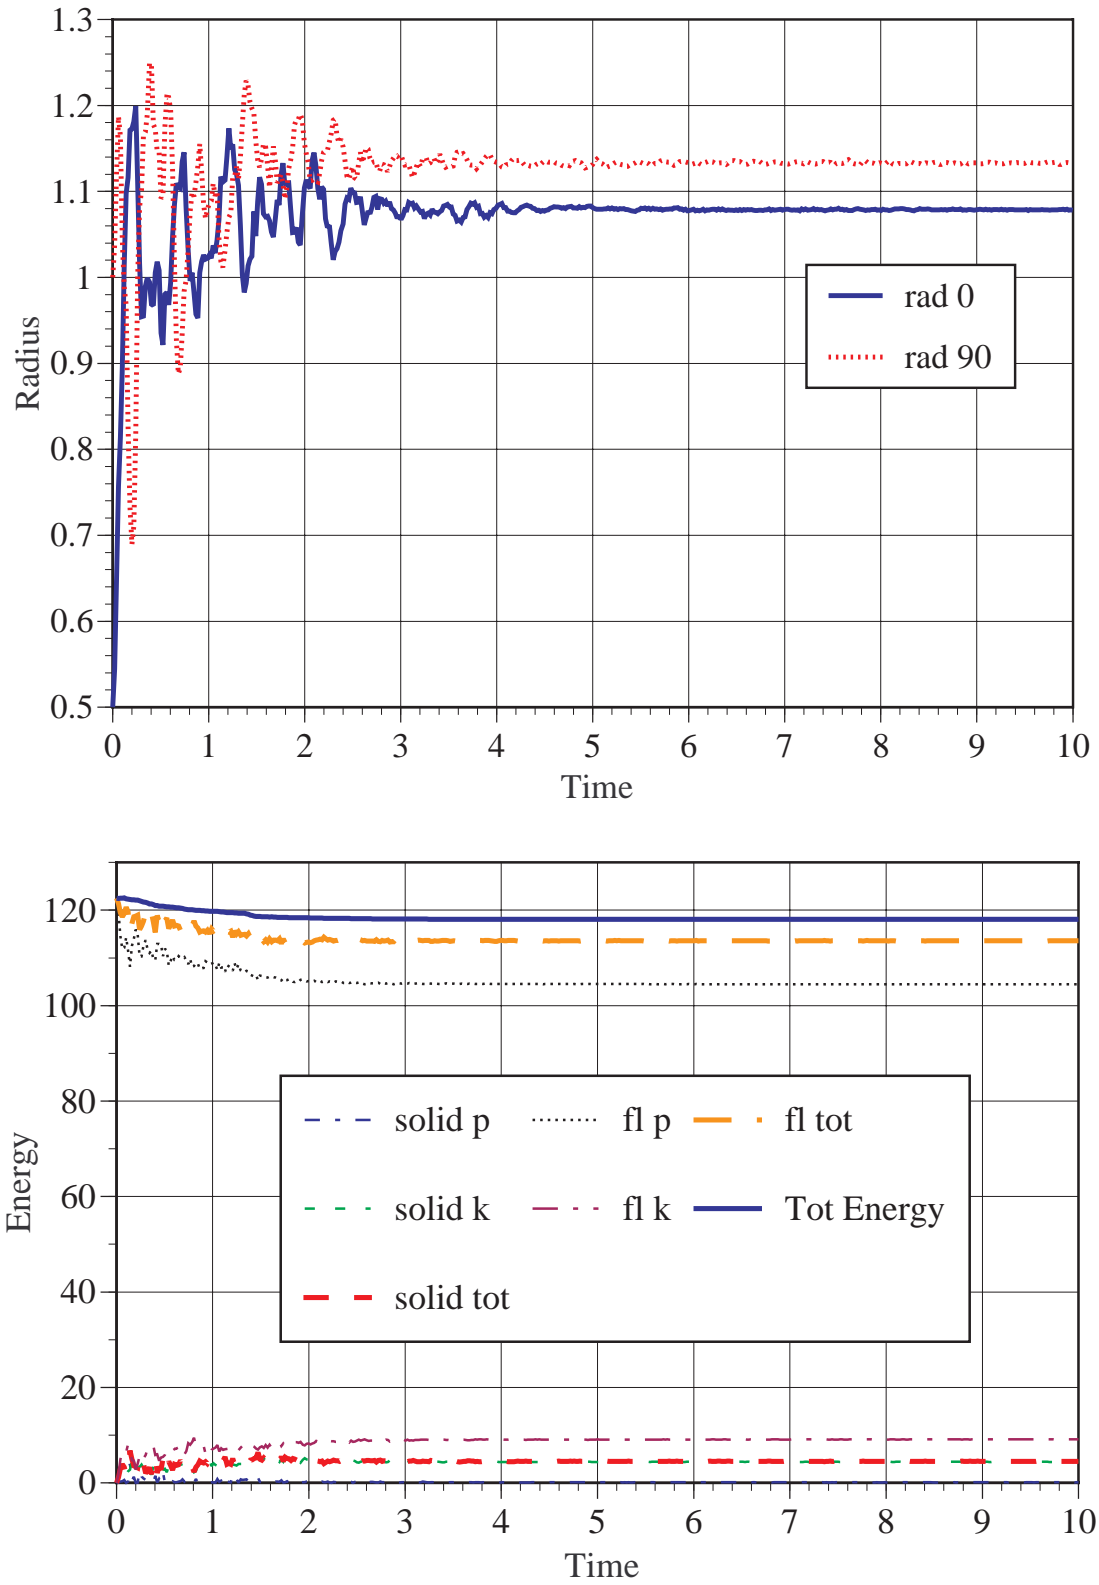 1.3
1.2
1.1
1
0.9
0.8
0.7
0.6
0.5
Radius
rad 0
rad 90
0 1 2 3 4 5 6 7 8 9 10
Time
120
100
80
60
40
20
0
Energy
solid p fl p fl tot
solid k fl k Tot Energy
solid tot
0 1 2 3 4 5 6 7 8 9 10
Time